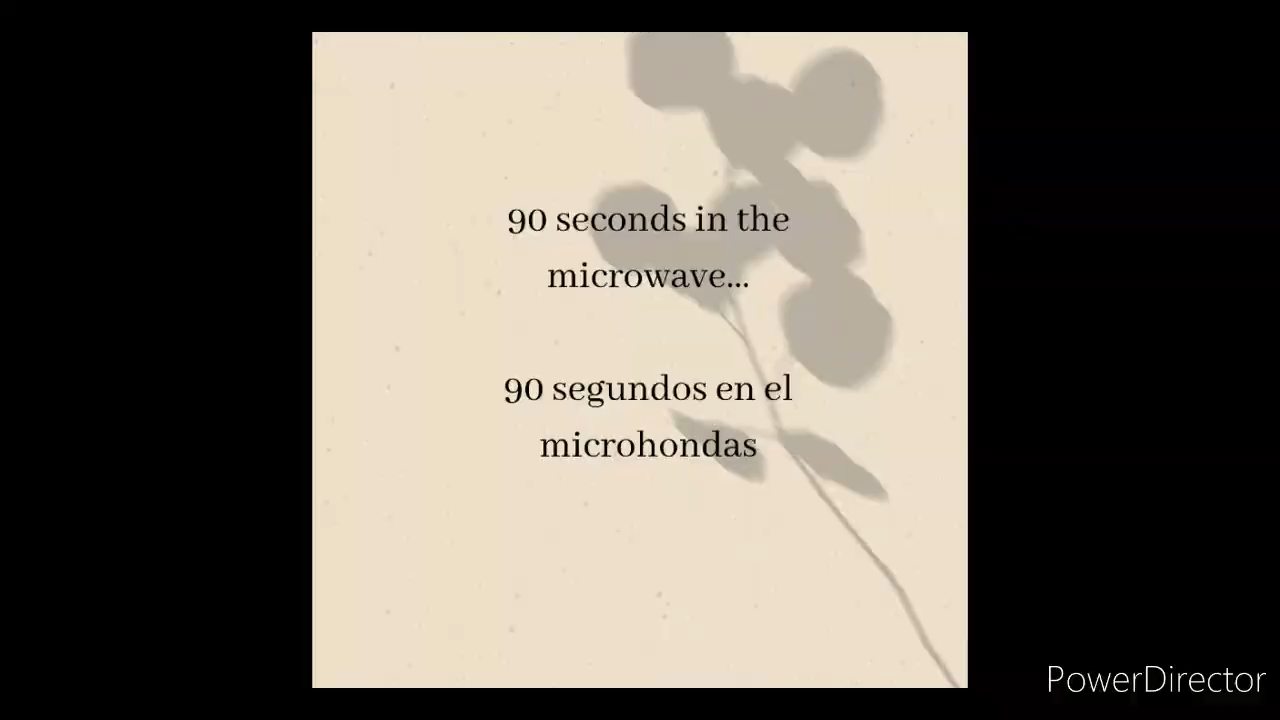 90 seconds in the
microwave...
90 segundos en el
microhondas
PowerDirector